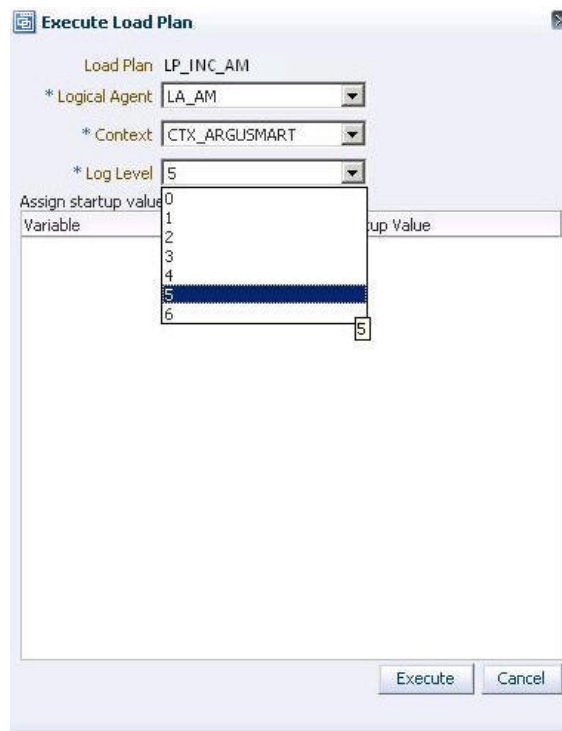 Execute Load Plan
Load Plan LP_INC_AM
* Logical Agent LA_AM
* Context CTX_ARGUSMART
* Log Level 5
Assign startup value
0
1
2
3
4
5
6
5
Variable
up Value
Execute Cancel